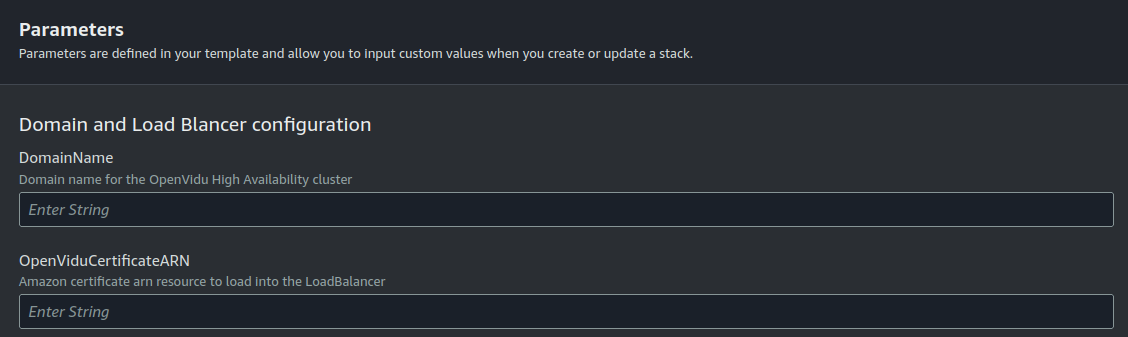 Parameters
Parameters are defined in your template and allow you to input custom values when you create or update a stack.
Domain and Load Blancer configuration
DomainName
Domain name for the OpenVidu High Availability cluster
Enter String
OpenViduCertificateARN
Amazon certificate arn resource to load into the LoadBalancer
Enter String